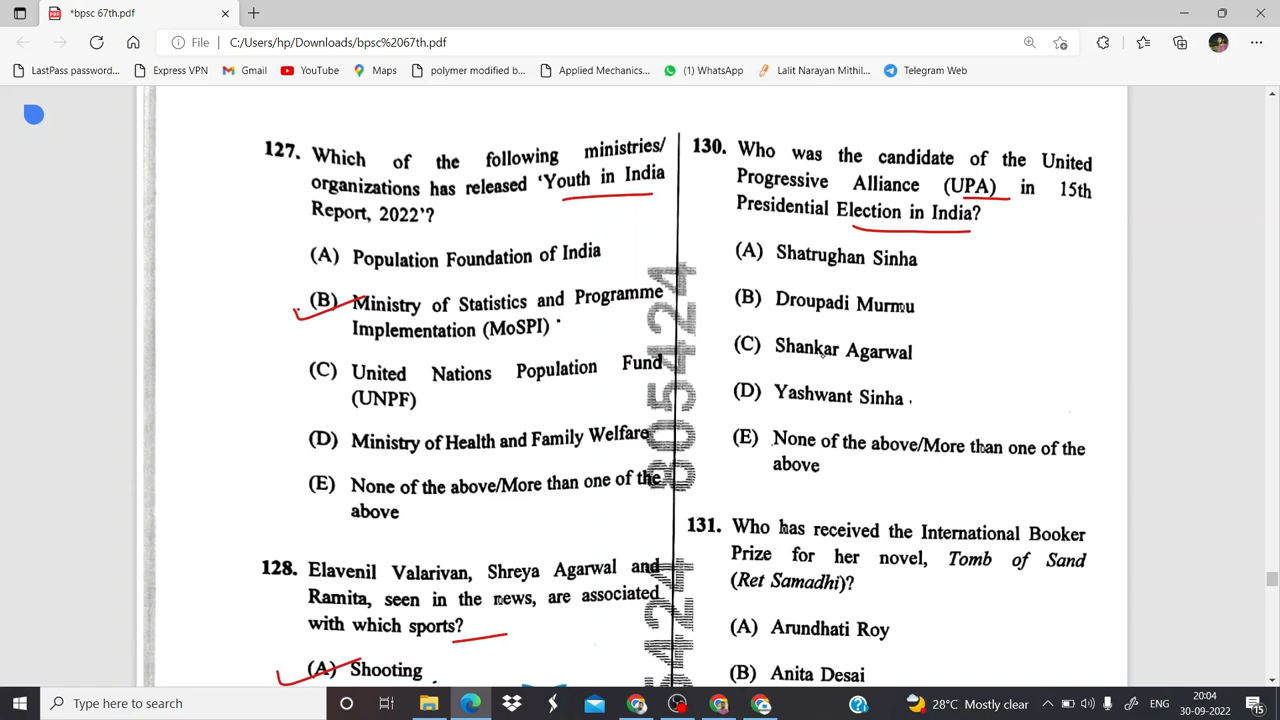 *bpsc 67th.pdf
File
C:/Users/hp/Downloads/bpsc%2067th.pdf
LastPass password...
Express VPN
Gmail
YouTube
Maps
polymer modified b...
Applied Mechanics...
(1) WhatsApp
Lalit Narayan Mithil...
Telegram Web
127. Which of the following ministries/
organizations has released 'Youth in India
Report, 2022'?
(A) Population Foundation of India
(B) Ministry of Statistics and Programme
Implementation (MoSPI)
(C) United Nations Population Fund
(UNPF)
(D) Ministry of Health and Family Welfare
(E) None of the above/More than one of the
above
128. Elavenil Valarivan, Shreya Agarwal and
Ramita, seen in the news, are associated
with which sports?
(A) Shooting
130. Who was the candidate of the United
Progressive Alliance (UPA) in 15th
Presidential Election in India?
(A) Shatrughan Sinha
(B) Droupadi Murmu
(C) Shankar Agarwal
(D) Yashwant Sinha
(E) None of the above/More than one of the
above
131. Who has received the International Booker
Prize for her novel, Tomb of Sand
(Ret Samadhi)?
(A) Arundhati Roy
(B) Anita Desai
Type here to search
28°C Mostly clear
ENG
20:04
30-09-2022